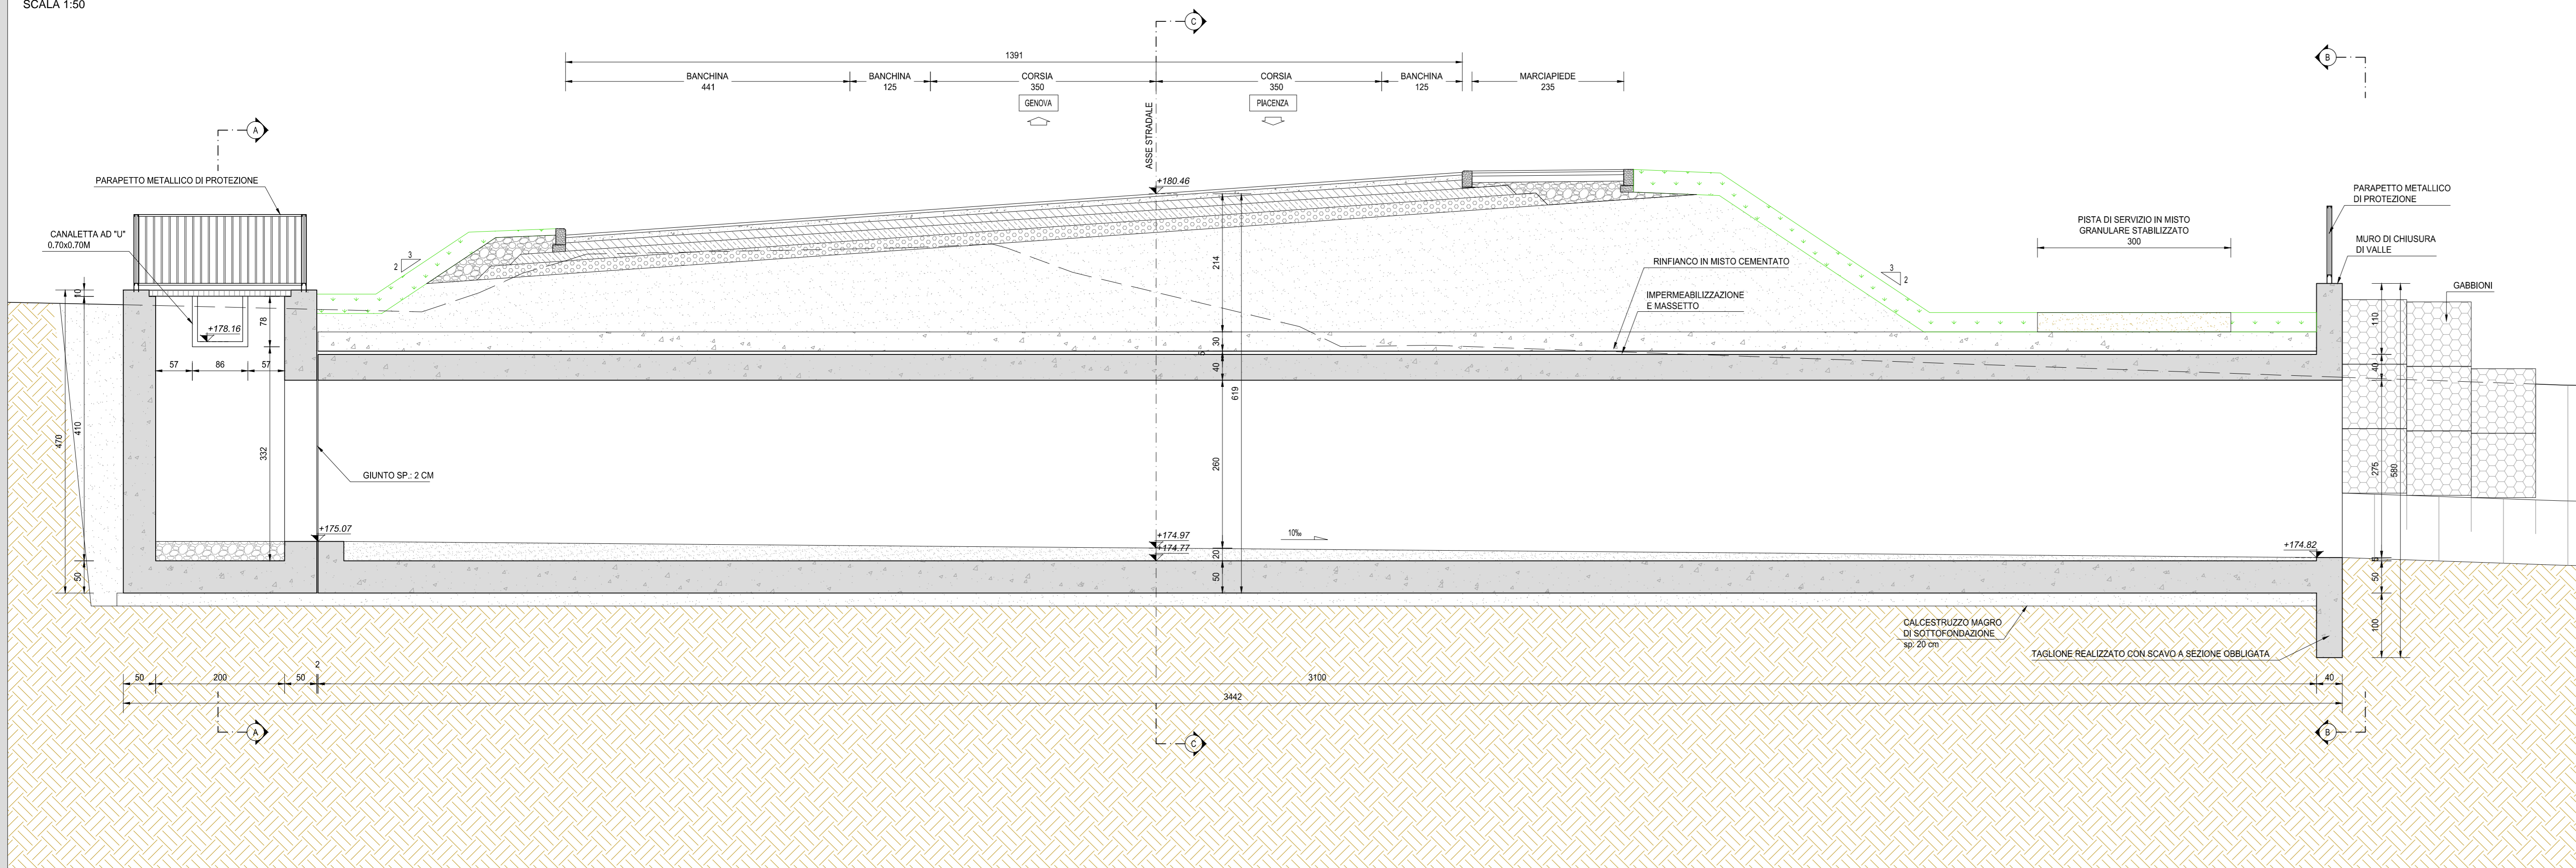 SCALA 1:50
C
1391
B
BANCHINA
BANCHINA
CORSIA
CORSIA
BANCHINA
MARCIAPIEDE
441
125
350
350
125
235
GENOVA
PIACENZA
A
ASSE STRADALE
PARAPETTO METALLICO DI PROTEZIONE
+180.46
PARAPETTO METALLICO
DI PROTEZIONE
CANALETTA AD "U"
0.70x0.70M
PISTA DI SERVIZIO IN MISTO
GRANULARE STABILIZZATO
300
MURO DI CHIUSURA
DI VALLE
3
2
3
2
214
RINFIANCO IN MISTO CEMENTATO
IMPERMEABILIZZAZIONE
E MASSETTO
GABBIONI
10
78
+178.16
110
30
5
57
86
57
40
40
619
470
410
332
260
275
580
GIUNTO SP.: 2 CM
+175.07
+174.97
+174.77
10‰
+174.82
20
6
50
50
50
100
CALCESTRUZZO MAGRO
DI SOTTOFONDAZIONE
sp: 20 cm
TAGLIONE REALIZZATO CON SCAVO A SEZIONE OBBLIGATA
2
50
200
50
3100
40
3442
A
C
B